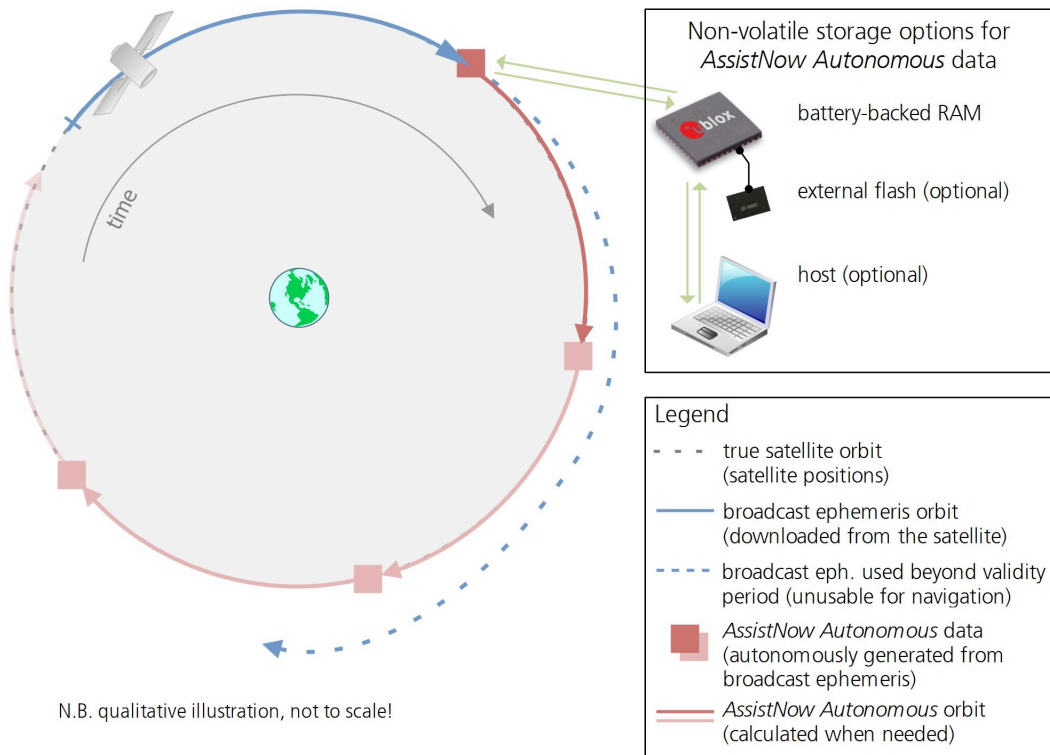 time
N.B. qualitative illustration, not to scale!
Non-volatile storage options for
AssistNow Autonomous data
battery-backed RAM
ublox
external flash (optional)
host (optional)
Legend
true satellite orbit
(satellite positions)
broadcast ephemeris orbit
(downloaded from the satellite)
broadcast eph. used beyond validity
period (unusable for navigation)
AssistNow Autonomous data
(autonomously generated from
broadcast ephemeris)
AssistNow Autonomous orbit
(calculated when needed)